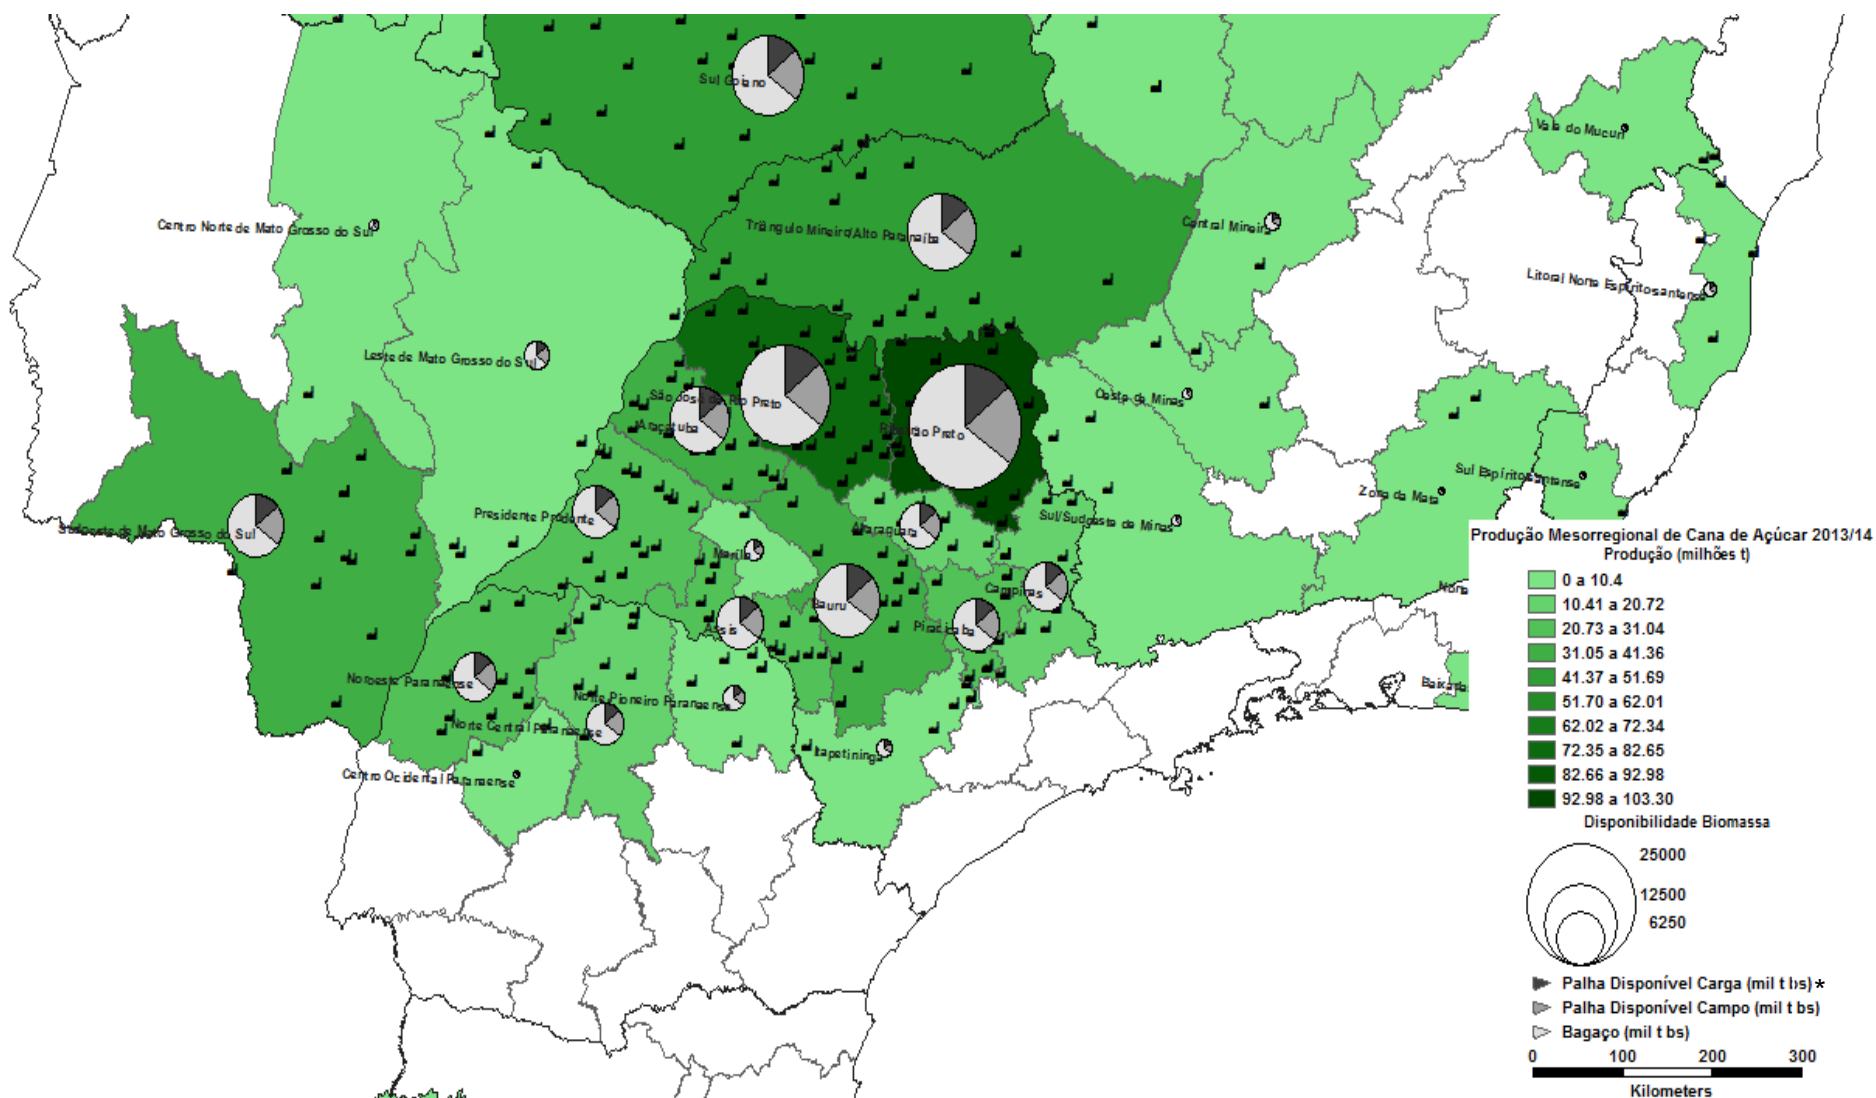 Sul Goiano
Vale do Mucuri
Centro Norte de Mato Grosso do Sul
Triângulo Mineiro/Alto Paranaíba
Central Mineira
Litoral Norte Espiritosantense
Leste de Mato Grosso do Sul
São José do Rio Preto
Araçatuba
Ribeirão Preto
Oeste de Minas
Sul Espiritosantense
Zona da Mata
Sudoeste de Mato Grosso do Sul
Presidente Prudente
Araraquara
Sul/Sudoeste de Minas
Marília
Bauru
Campinas
Assis
Piracicaba
Noroeste Paranaense
Norte Pioneiro Paranaense
Norte Central Paranaense
Itapetininga
Centro Ocidental Paranaense
Norte
Baixadas
Produção Mesorregional de Cana de Açúcar 2013/14
Produção (milhões t)
0 a 10.4
10.41 a 20.72
20.73 a 31.04
31.05 a 41.36
41.37 a 51.69
51.70 a 62.01
62.02 a 72.34
72.35 a 82.65
82.66 a 92.98
92.98 a 103.30
Disponibilidade Biomassa
25000
12500
6250
Palha Disponível Carga (mil t bs)*
Palha Disponível Campo (mil t bs)
Bagaço (mil t bs)
0 100 200 300
Kilometers